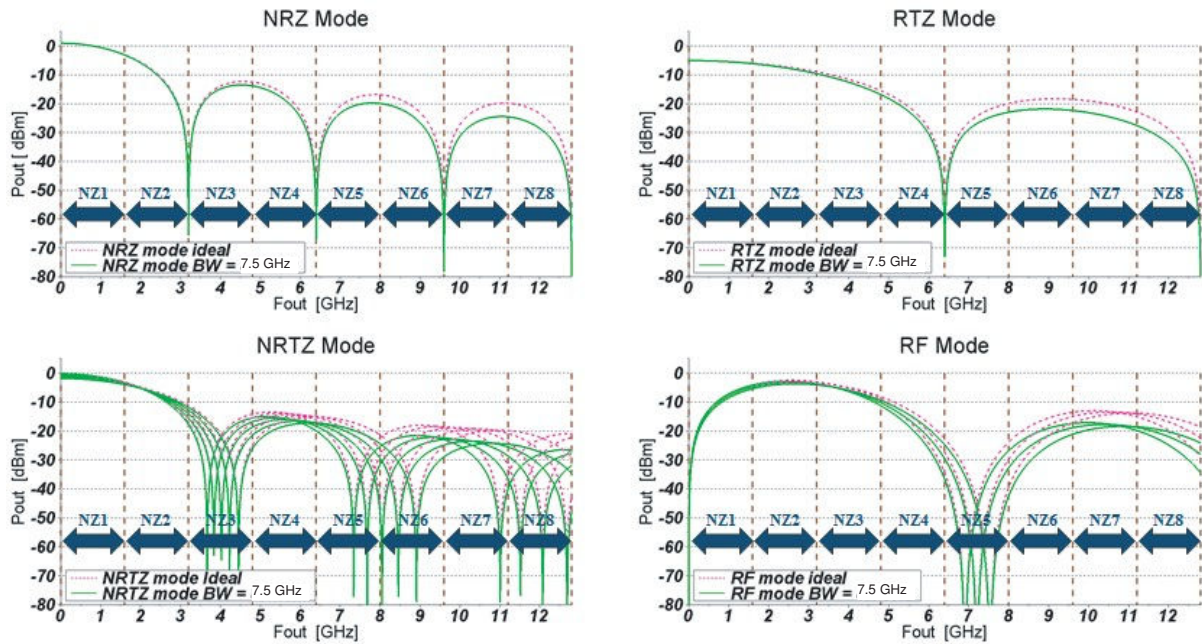 NRZ Mode
Pout [ dBm]
0
-10
-20
-30
-40
-50
-60
-70
-80
NZ1 NZ2 NZ3 NZ4 NZ5 NZ6 NZ7 NZ8
NRZ mode ideal
NRZ mode BW = 7.5 GHz
0 1 2 3 4 5 6 7 8 9 10 11 12
Fout [GHz]
RTZ Mode
Pout [ dBm]
0
-10
-20
-30
-40
-50
-60
-70
-80
NZ1 NZ2 NZ3 NZ4 NZ5 NZ6 NZ7 NZ8
RTZ mode ideal
RTZ mode BW = 7.5 GHz
0 1 2 3 4 5 6 7 8 9 10 11 12
Fout [GHz]
NRTZ Mode
Pout [dBm]
0
-10
-20
-30
-40
-50
-60
-70
-80
NZ1 NZ2 NZ3 NZ4 NZ5 NZ6 NZ7 NZ8
NRTZ mode ideal
NRTZ mode BW = 7.5 GHz
0 1 2 3 4 5 6 7 8 9 10 11 12
Fout [GHz]
RF Mode
Pout [dBm]
0
-10
-20
-30
-40
-50
-60
-70
-80
NZ1 NZ2 NZ3 NZ4 NZ5 NZ6 NZ7 NZ8
RF mode ideal
RF mode BW = 7.5 GHz
0 1 2 3 4 5 6 7 8 9 10 11 12
Fout [GHz]